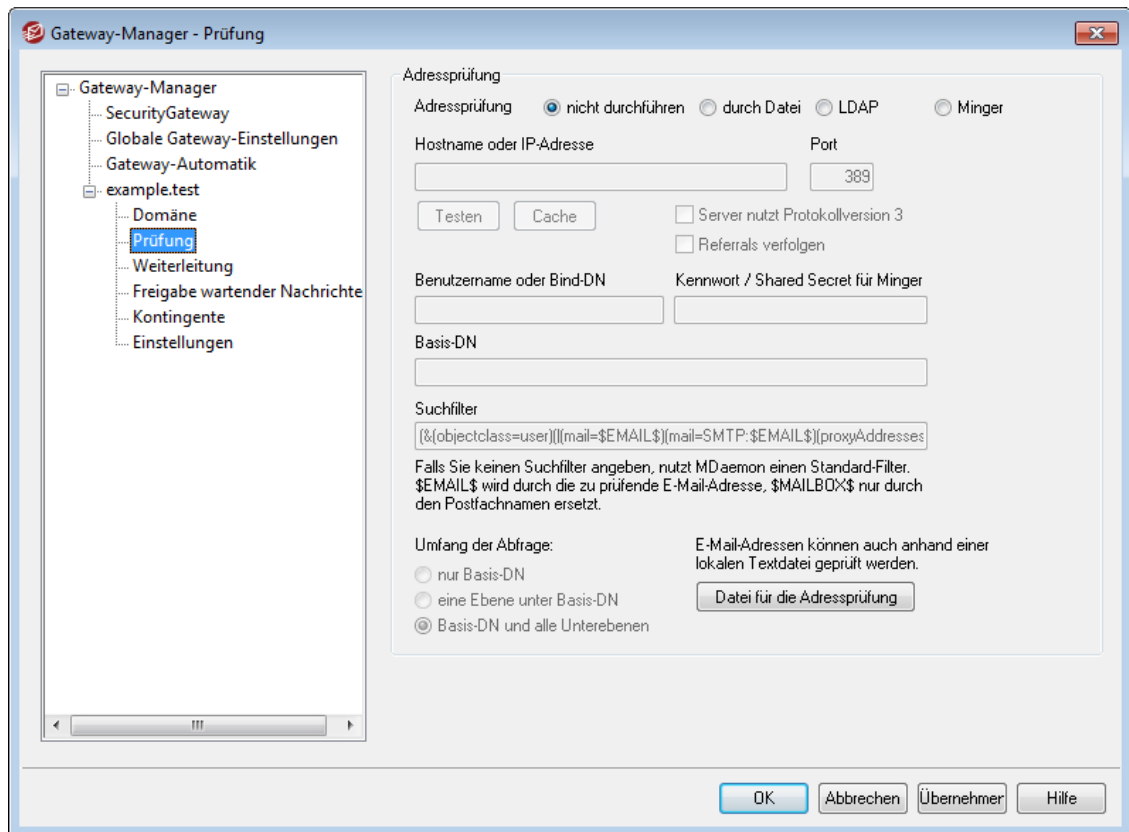 Gateway-Manager - Prüfung
Gateway-Manager
SecurityGateway
Globale Gateway-Einstellungen
Gateway-Automatik
example.test
Domäne
Prüfung
Weiterleitung
Freigabe wartender Nachrichte
Kontingente
Einstellungen
Adressprüfung
Adressprüfung nicht durchführen durch Datei LDAP Minger
Hostname oder IP-Adresse Port
389
Testen Cache Server nutzt Protokollversion 3
Referrals verfolgen
Benutzername oder Bind-DN Kennwort / Shared Secret für Minger
Basis-DN
Suchfilter
(&(objectclass=user)(|(mail=$EMAIL$)(mail=SMTP:$EMAIL$)(proxyAddresses
Falls Sie keinen Suchfilter angeben, nutzt MDaemon einen Standard-Filter.
$EMAIL$ wird durch die zu prüfende E-Mail-Adresse, $MAILBOX$ nur durch
den Postfachnamen ersetzt.
Umfang der Abfrage:
nur Basis-DN
eine Ebene unter Basis-DN
Basis-DN und alle Unterebenen
E-Mail-Adressen können auch anhand einer
lokalen Textdatei geprüft werden.
Datei für die Adressprüfung
OK Abbrechen Übernehmer Hilfe